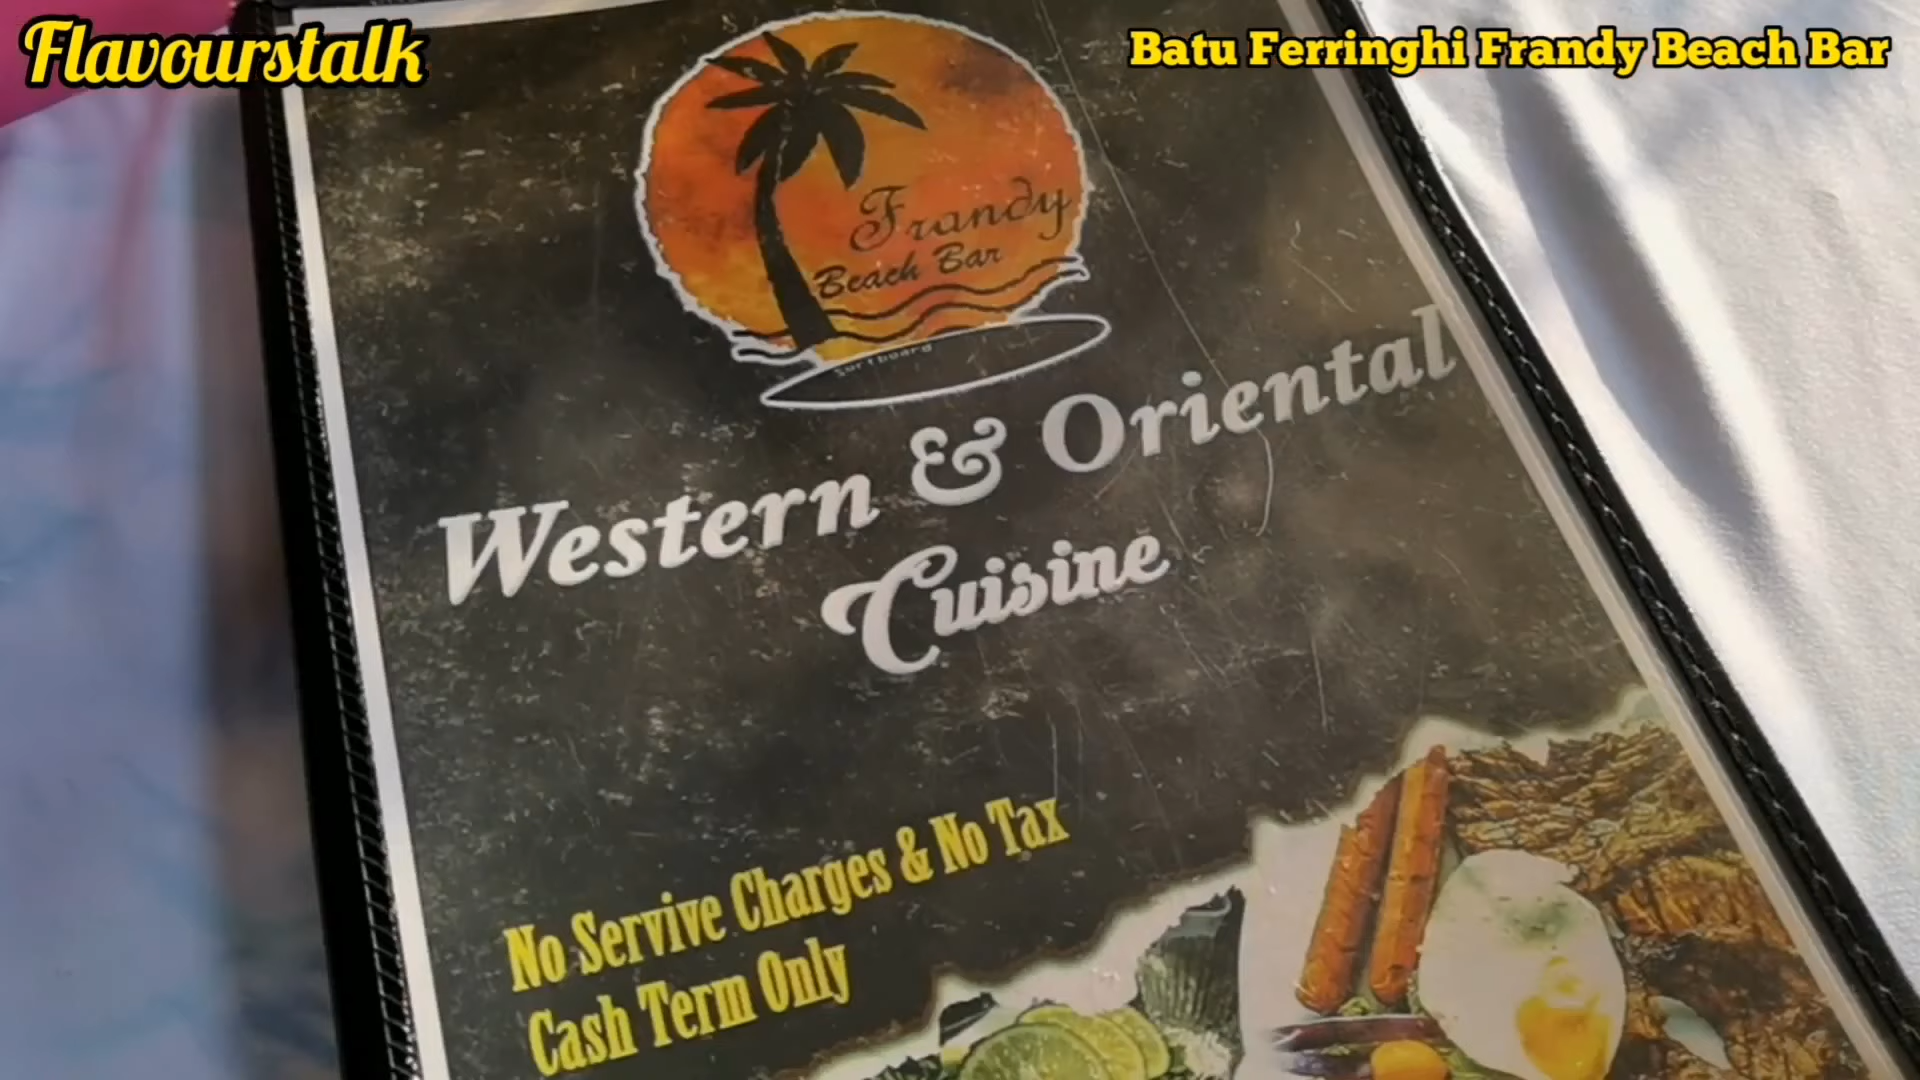 Flavourstalk
Batu Ferringhi Frandy Beach Bar
Frandy
Beach Bar
Surfboard
Western & Oriental
Cuisine
No Servive Charges & No Tax
Cash Term Only